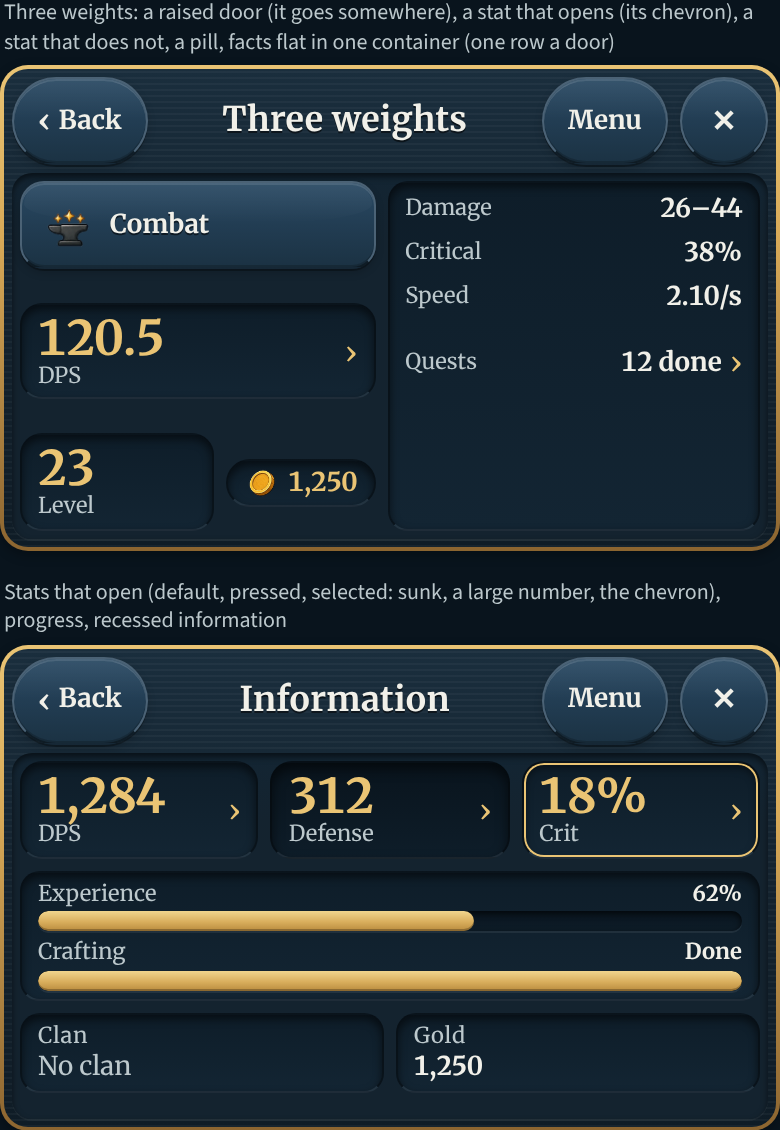 Three weights: a raised door (it goes somewhere), a stat that opens (its chevron), a
stat that does not, a pill, facts flat in one container (one row a door)
‹ Back
Three weights
Menu
✕
Combat
Damage 26–44
Critical 38%
Speed 2.10/s
Quests 12 done ›
120.5 ›
DPS
23
Level
1,250
Stats that open (default, pressed, selected: sunk, a large number, the chevron),
progress, recessed information
‹ Back
Information
Menu
✕
1,284 ›
DPS
312 ›
Defense
18% ›
Crit
Experience 62%
Crafting Done
Clan
No clan
Gold
1,250